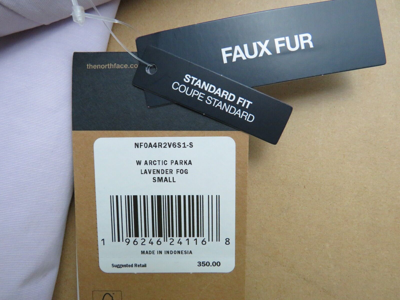 FAUX FUR
STANDARD FIT
COUPE STANDARD
thenorthface.com
NF0A4R2V6S1-S
W ARCTIC PARKA
LAVENDER FOG
SMALL
1 96246 24116 8
MADE IN INDONESIA
Suggested Retail 350.00